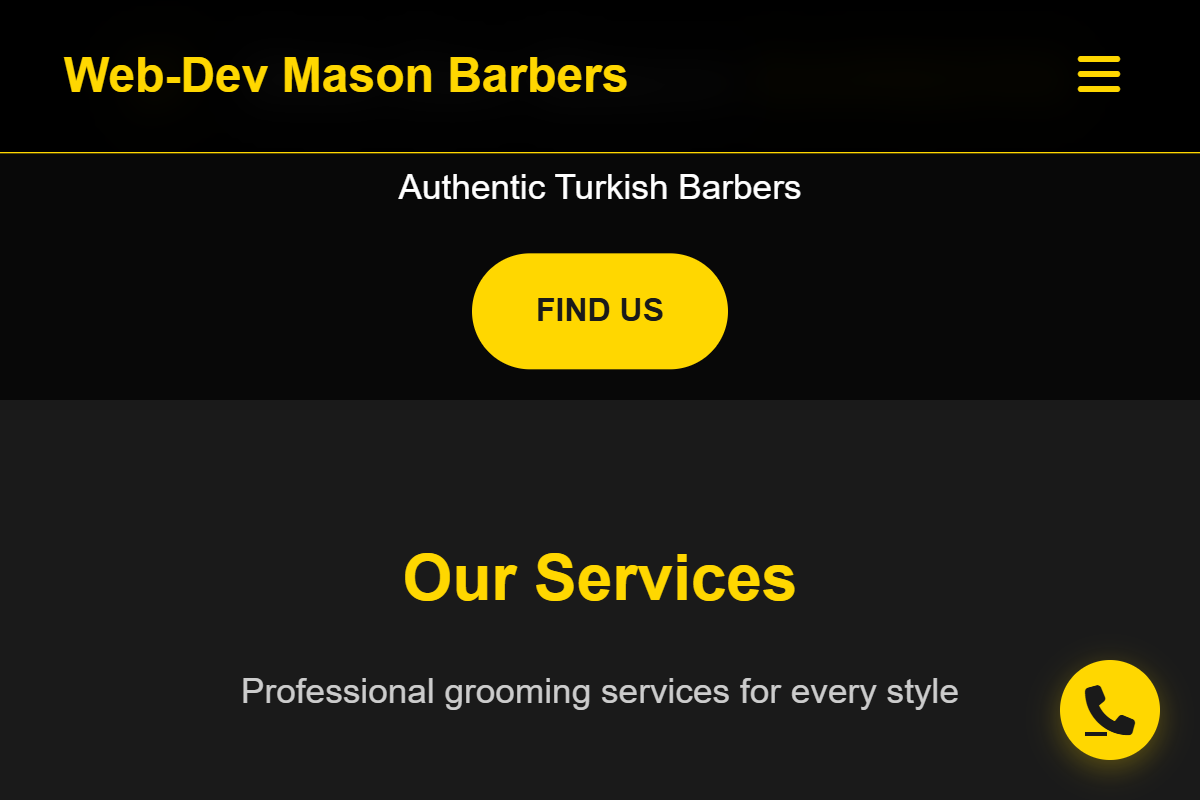 Web-Dev Mason Barbers
Authentic Turkish Barbers
FIND US
Our Services
Professional grooming services for every style